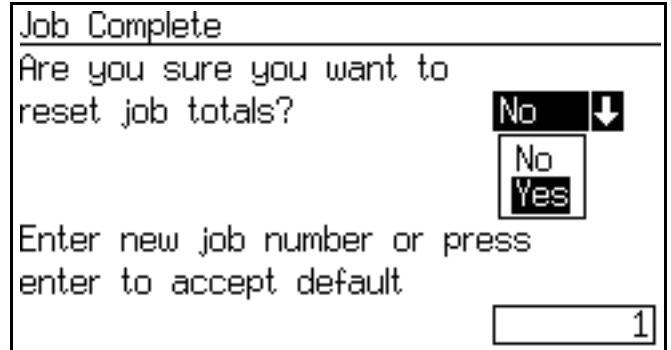 Job Complete
Are you sure you want to
reset job totals? No
No
Yes
Enter new job number or press
enter to accept default
1